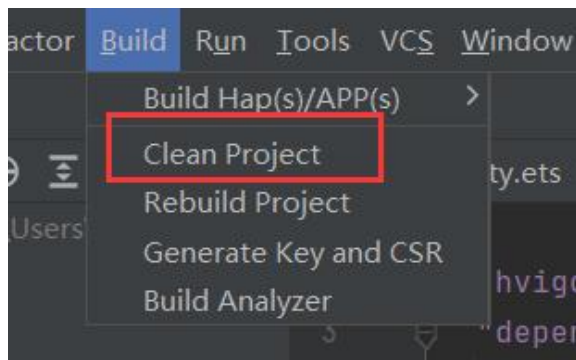 actor Build Run Tools VCS Window
Build Hap(s)/APP(s)
Clean Project
ty.ets
Rebuild Project
\Users\
Generate Key and CSR
hvigo
Build Analyzer
3 "depen